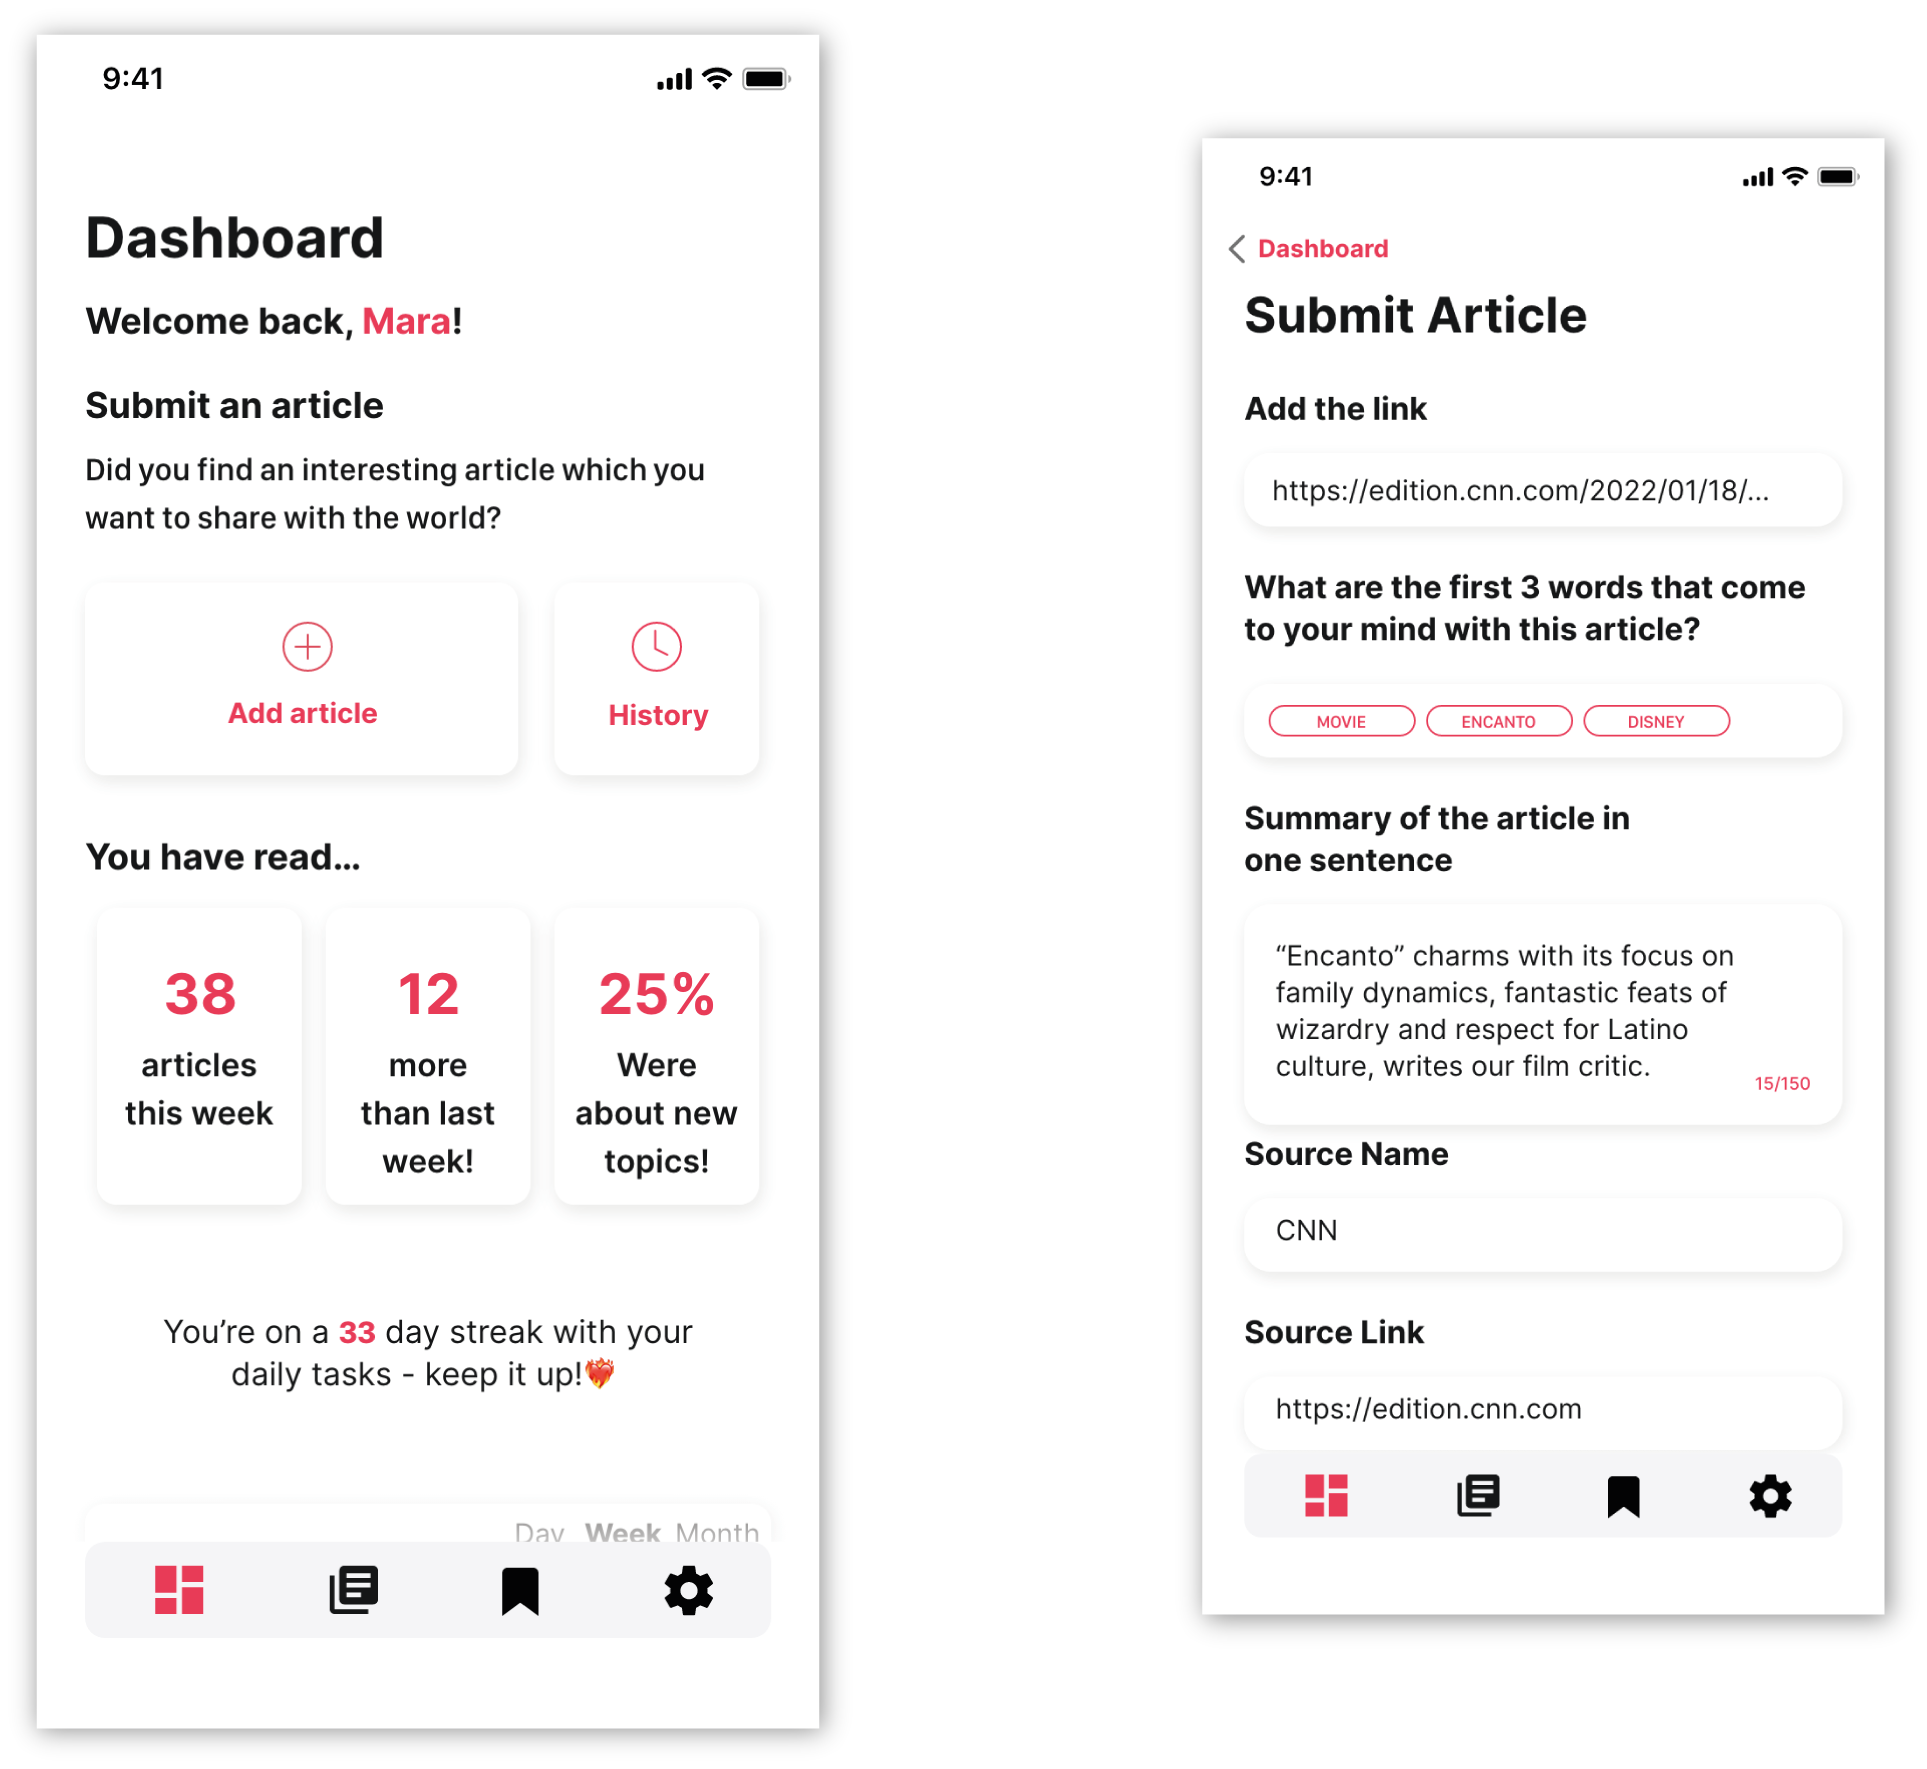 9:41
Dashboard
Welcome back, Mara!
Submit an article
Did you find an interesting article which you
want to share with the world?
Add article
History
You have read...
38
articles
this week
12
more
than last
week!
25%
Were
about new
topics!
You’re on a 33 day streak with your
daily tasks - keep it up!❤️‍🔥
Day Week Month
9:41
Dashboard
Submit Article
Add the link
https://edition.cnn.com/2022/01/18/...
What are the first 3 words that come
to your mind with this article?
MOVIE ENCANTO DISNEY
Summary of the article in
one sentence
“Encanto” charms with its focus on
family dynamics, fantastic feats of
wizardry and respect for Latino
culture, writes our film critic.
15/150
Source Name
CNN
Source Link
https://edition.cnn.com